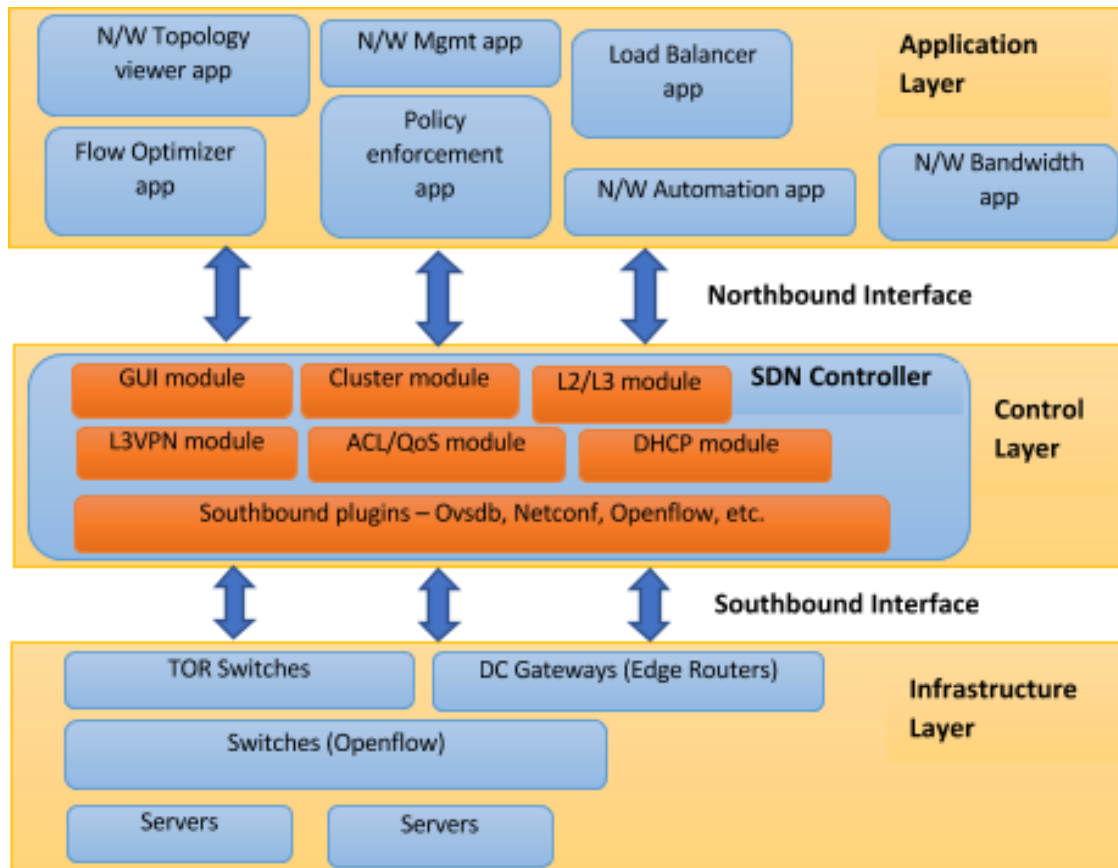 N/W Topology
viewer app
N/W Mgmt app
Load Balancer
app
Application
Layer
Flow Optimizer
app
Policy
enforcement
app
N/W Automation app
N/W Bandwidth
app
Northbound Interface
GUI module
Cluster module
L2/L3 module
SDN Controller
L3VPN module
ACL/QoS module
DHCP module
Control
Layer
Southbound plugins – Ovsdb, Netconf, Openflow, etc.
Southbound Interface
TOR Switches
DC Gateways (Edge Routers)
Infrastructure
Layer
Switches (Openflow)
Servers
Servers